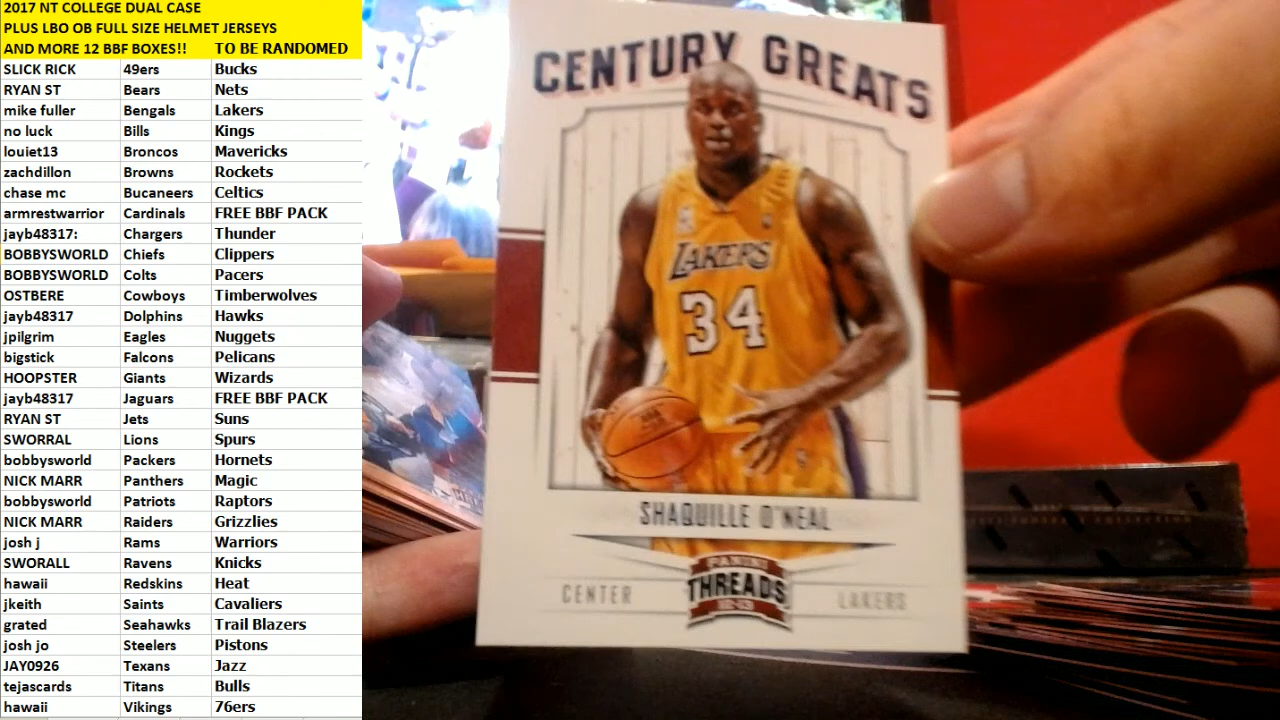 2017 NT COLLEGE DUAL CASE
PLUS LBO OB FULL SIZE HELMET JERSEYS
AND MORE 12 BBF BOXES!! TO BE RANDOMED
SLICK RICK 49ers Bucks
RYAN ST Bears Nets
mike fuller Bengals Lakers
no luck Bills Kings
louiet13 Broncos Mavericks
zachdillon Browns Rockets
chase mc Bucaneers Celtics
armrestwarrior Cardinals FREE BBF PACK
jayb48317: Chargers Thunder
BOBBYSWORLD Chiefs Clippers
BOBBYSWORLD Colts Pacers
OSTBERE Cowboys Timberwolves
jayb48317 Dolphins Hawks
jpilgrim Eagles Nuggets
bigstick Falcons Pelicans
HOOPSTER Giants Wizards
jayb48317 Jaguars FREE BBF PACK
RYAN ST Jets Suns
SWORRAL Lions Spurs
bobbysworld Packers Hornets
NICK MARR Panthers Magic
bobbysworld Patriots Raptors
NICK MARR Raiders Grizzlies
josh j Rams Warriors
SWORALL Ravens Knicks
hawaii Redskins Heat
jkeith Saints Cavaliers
grated Seahawks Trail Blazers
josh jo Steelers Pistons
JAY0926 Texans Jazz
tejascards Titans Bulls
hawaii Vikings 76ers
CENTURY GREATS
LAKERS
34
SHAQUILLE O'NEAL
PANINI
THREADS
12-13
CENTER LAKERS